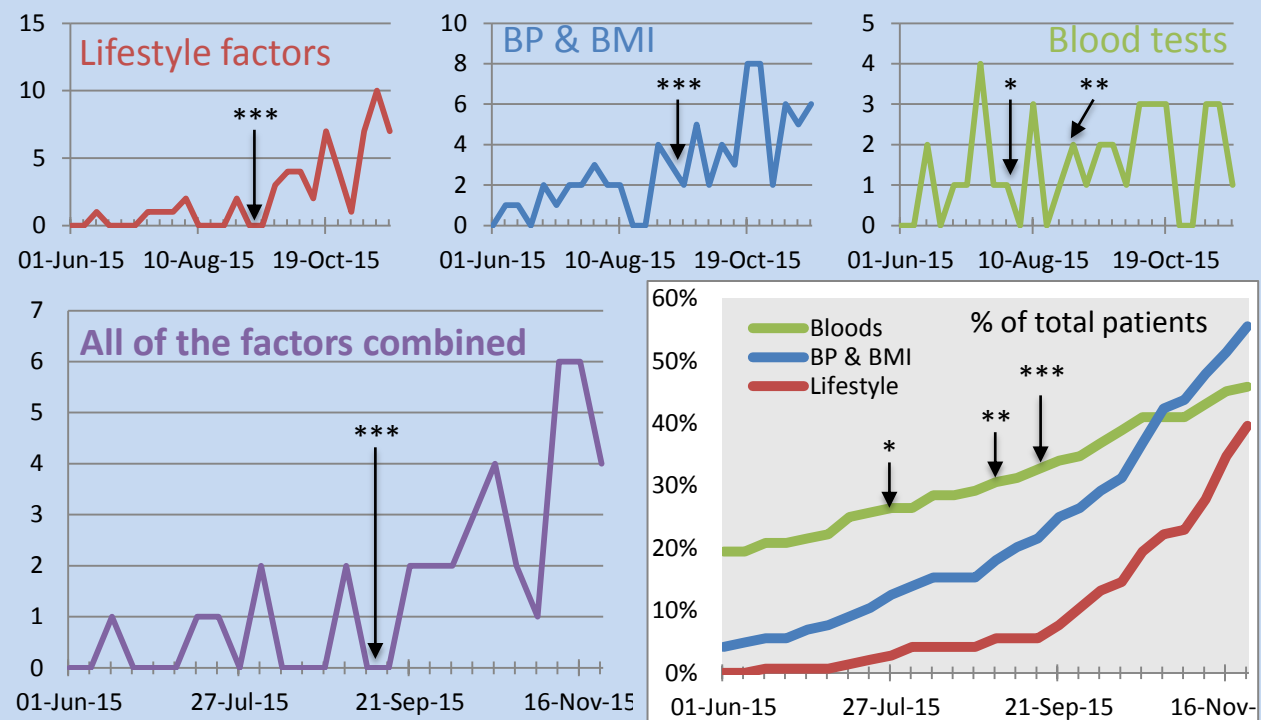 Lifestyle factors
15
10
5
0
***
01-Jun-15 10-Aug-15 19-Oct-15
BP & BMI
10
8
6
4
2
0
***
01-Jun-15 10-Aug-15 19-Oct-15
Blood tests
5
4
3
2
1
0
* **
01-Jun-15 10-Aug-15 19-Oct-15
All of the factors combined
7
6
5
4
3
2
1
0
***
01-Jun-15 27-Jul-15 21-Sep-15 16-Nov-15
% of total patients
60%
50%
40%
30%
20%
10%
0%
Bloods
BP & BMI
Lifestyle
* ** ***
01-Jun-15 27-Jul-15 21-Sep-15 16-Nov-